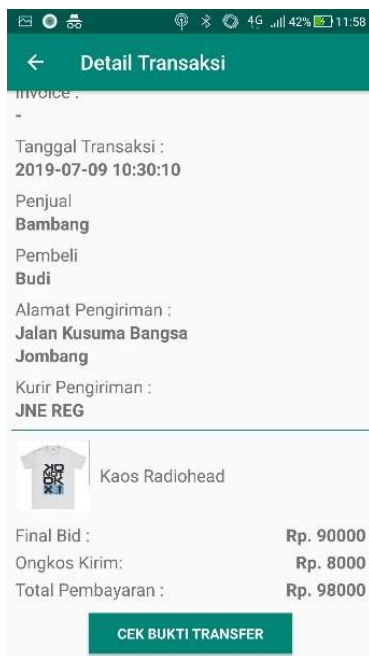 4G 42% 11:58
Detail Transaksi
Invoice :
-
Tanggal Transaksi :
2019-07-09 10:30:10
Penjual
Bambang
Pembeli
Budi
Alamat Pengiriman :
Jalan Kusuma Bangsa
Jombang
Kurir Pengiriman :
JNE REG
Kaos Radiohead
Final Bid : Rp. 90000
Ongkos Kirim: Rp. 8000
Total Pembayaran : Rp. 98000
CEK BUKTI TRANSFER